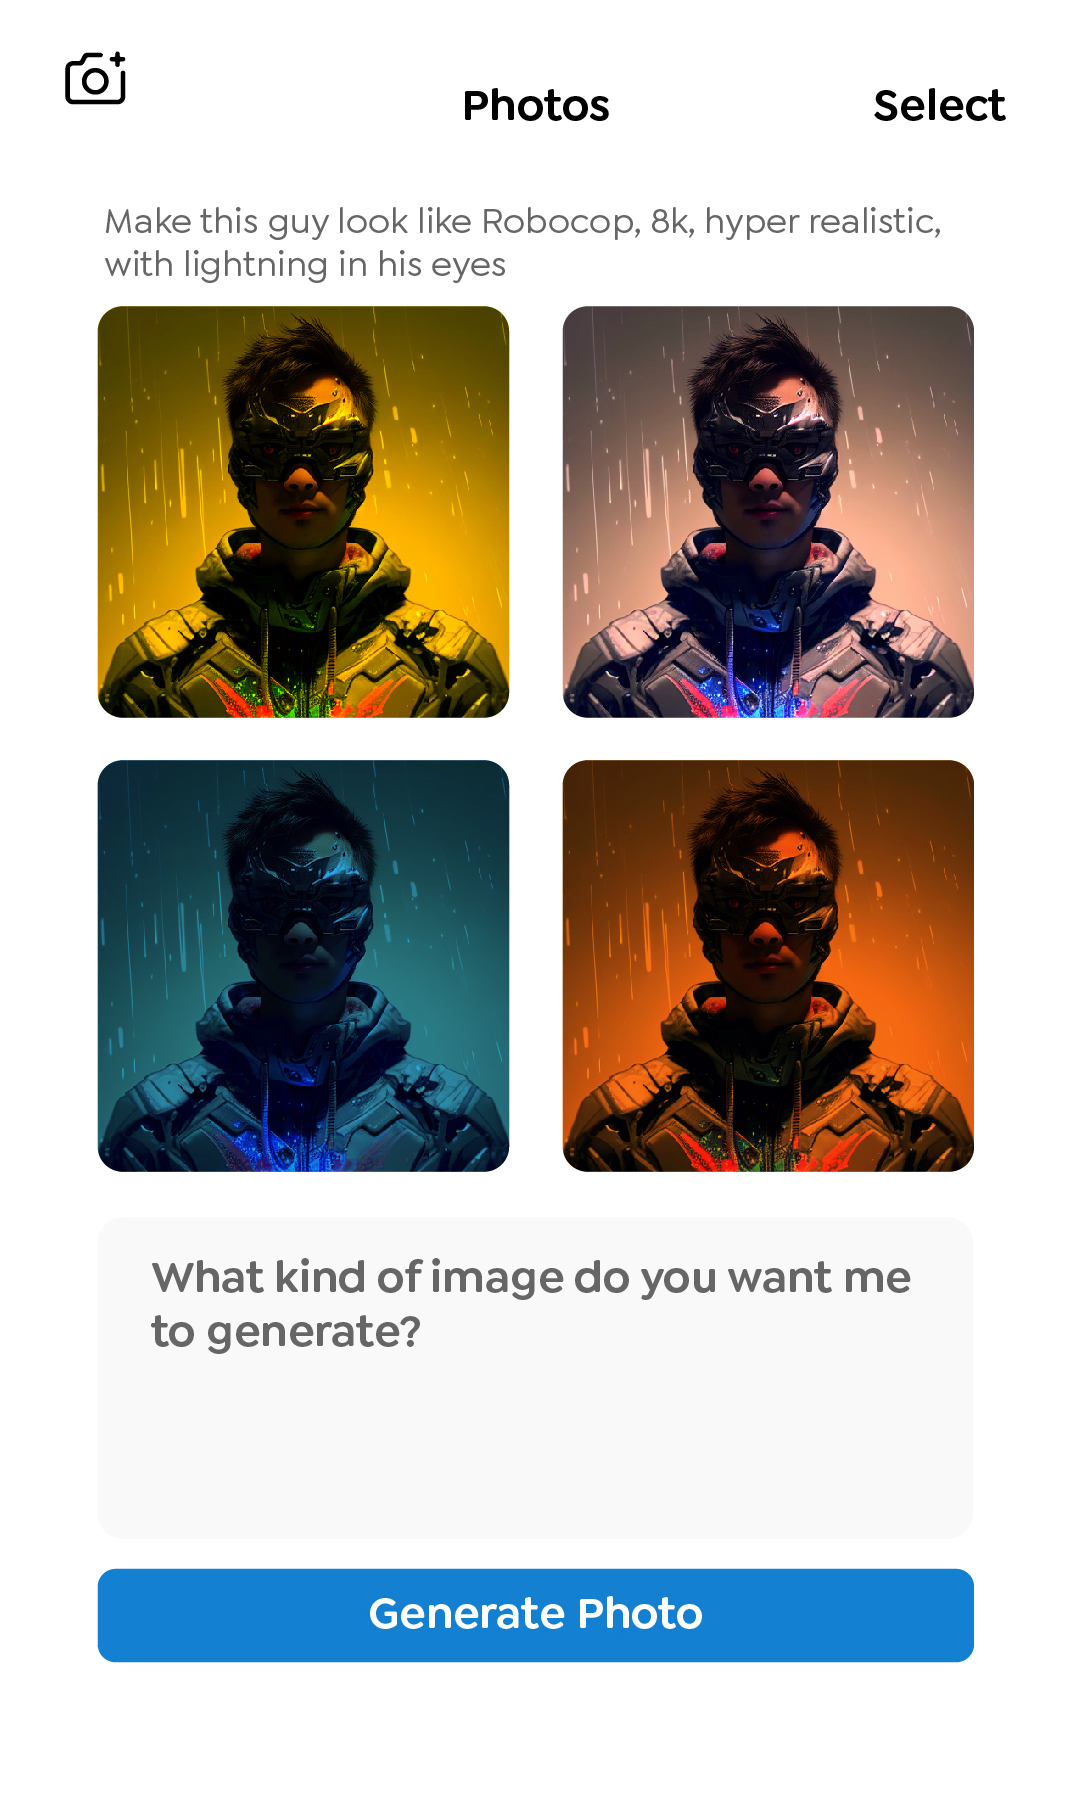 Photos
Select
Make this guy look like Robocop, 8k, hyper realistic,
with lightning in his eyes
What kind of image do you want me
to generate?
Generate Photo